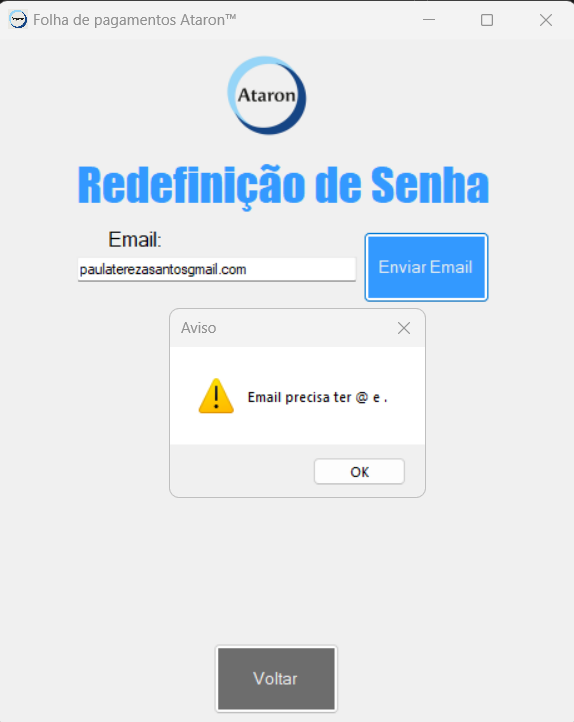 Folha de pagamentos Ataron™
Ataron
Redefinição de Senha
Email:
paulaterezasantosgmail.com
Enviar Email
Aviso
Email precisa ter @ e .
OK
Voltar